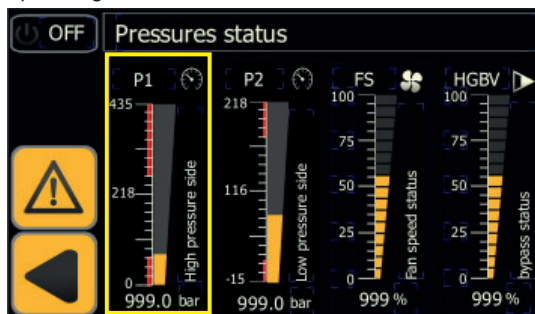 OFF
Pressures status
P1
P2
FS
HGBV
435
218
0
High pressure side
999.0 bar
218
116
-15
Low pressure side
999.0 bar
100
75
50
25
0
Fan speed status
999 %
100
75
50
25
0
bypass status
999 %